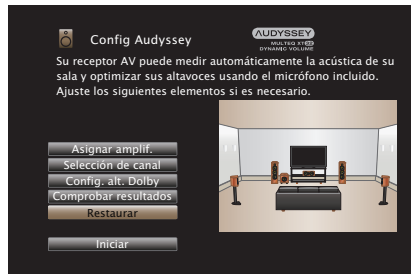 Config Audyssey
AUDYSSEY
MULTEQ XT32
DYNAMIC VOLUME
Su receptor AV puede medir automáticamente la acústica de su
sala y optimizar sus altavoces usando el micrófono incluido.
Ajuste los siguientes elementos si es necesario.
Asignar amplif.
Selección de canal
Config. alt. Dolby
Comprobar resultados
Restaurar
Iniciar